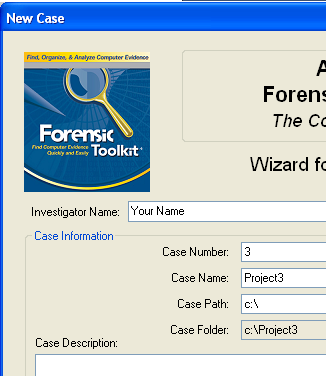 New Case
Find, Organize, & Analyze Computer Evidence
Forensic
Find Computer Evidence
Quickly and Easily
Toolkit
A
Foren
The Co
Wizard fo
Investigator Name: Your Name
Case Information
Case Number: 3
Case Name: Project3
Case Path: c:\
Case Folder: c:\Project3
Case Description: